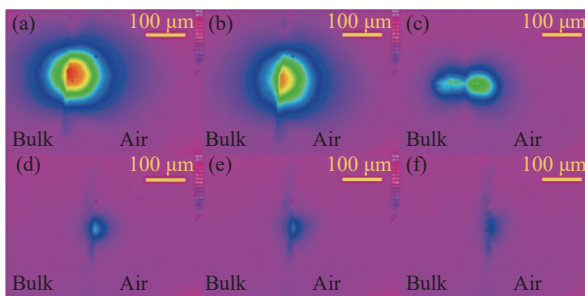 (a) 100 μm (b) 100 μm (c) 100 μm
Bulk Air Bulk Air Bulk Air
(d) 100 μm (e) 100 μm (f) 100 μm
Bulk Air Bulk Air Bulk Air